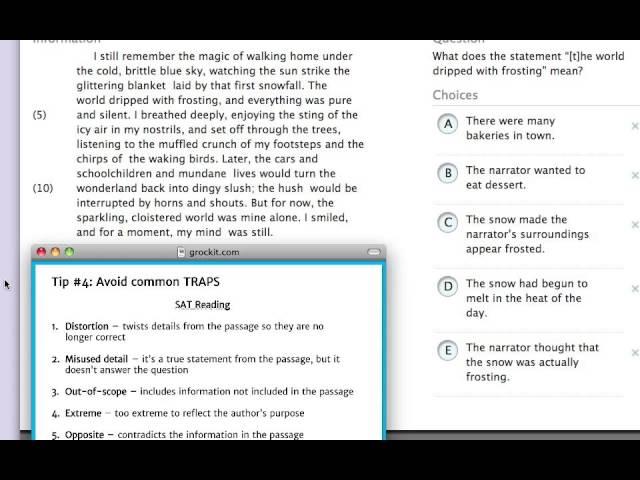 Information
I still remember the magic of walking home under
the cold, brittle blue sky, watching the sun strike the
glittering blanket laid by that first snowfall. The
world dripped with frosting, and everything was pure
(5) and silent. I breathed deeply, enjoying the sting of the
icy air in my nostrils, and set off through the trees,
listening to the muffled crunch of my footsteps and the
chirps of the waking birds. Later, the cars and
schoolchildren and mundane lives would turn the
(10) wonderland back into dingy slush; the hush would be
interrupted by horns and shouts. But for now, the
sparkling, cloistered world was mine alone. I smiled,
and for a moment, my mind was still.
Question
What does the statement “[t]he world
dripped with frosting” mean?
Choices
A There were many
bakeries in town.
B The narrator wanted to
eat dessert.
C The snow made the
narrator's surroundings
appear frosted.
D The snow had begun to
melt in the heat of the
day.
E The narrator thought that
the snow was actually
frosting.
grockit.com
Tip #4: Avoid common TRAPS
SAT Reading
1. Distortion – twists details from the passage so they are no
longer correct
2. Misused detail – it's a true statement from the passage, but it
doesn't answer the question
3. Out-of-scope – includes information not included in the passage
4. Extreme – too extreme to reflect the author's purpose
5. Opposite – contradicts the information in the passage